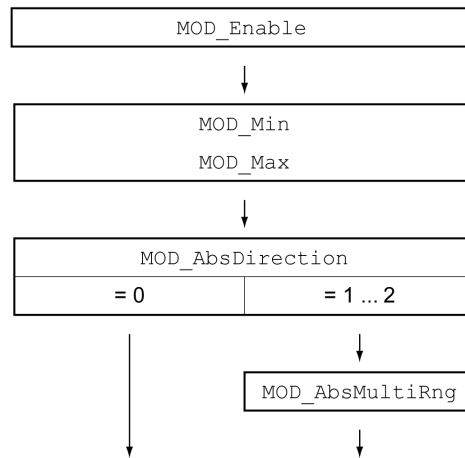 MOD_Enable
MOD_Min
MOD_Max
MOD_AbsDirection
= 0
= 1 ... 2
MOD_AbsMultiRng